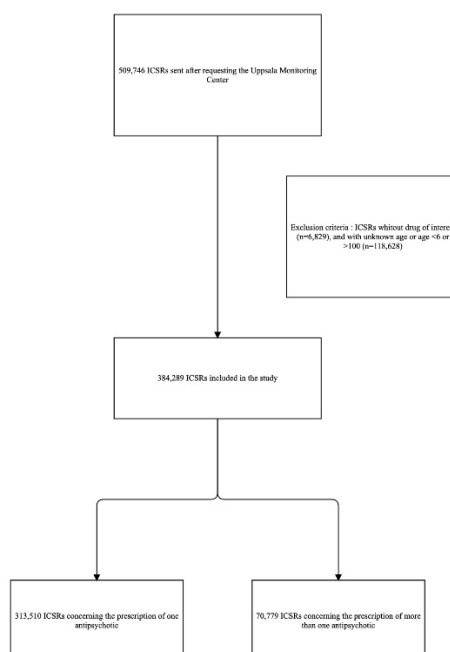 509,746 ICSRs sent after requesting the Uppsala Monitoring
Center
Exclusion criteria : ICSRs whitout drug of intere
(n=6,829), and with unknown age or age <6 or
>100 (n=118,628)
384,289 ICSRs included in the study
313,510 ICSRs concerning the prescription of one
antipsychotic
70,779 ICSRs concerning the prescription of more
than one antipsychotic